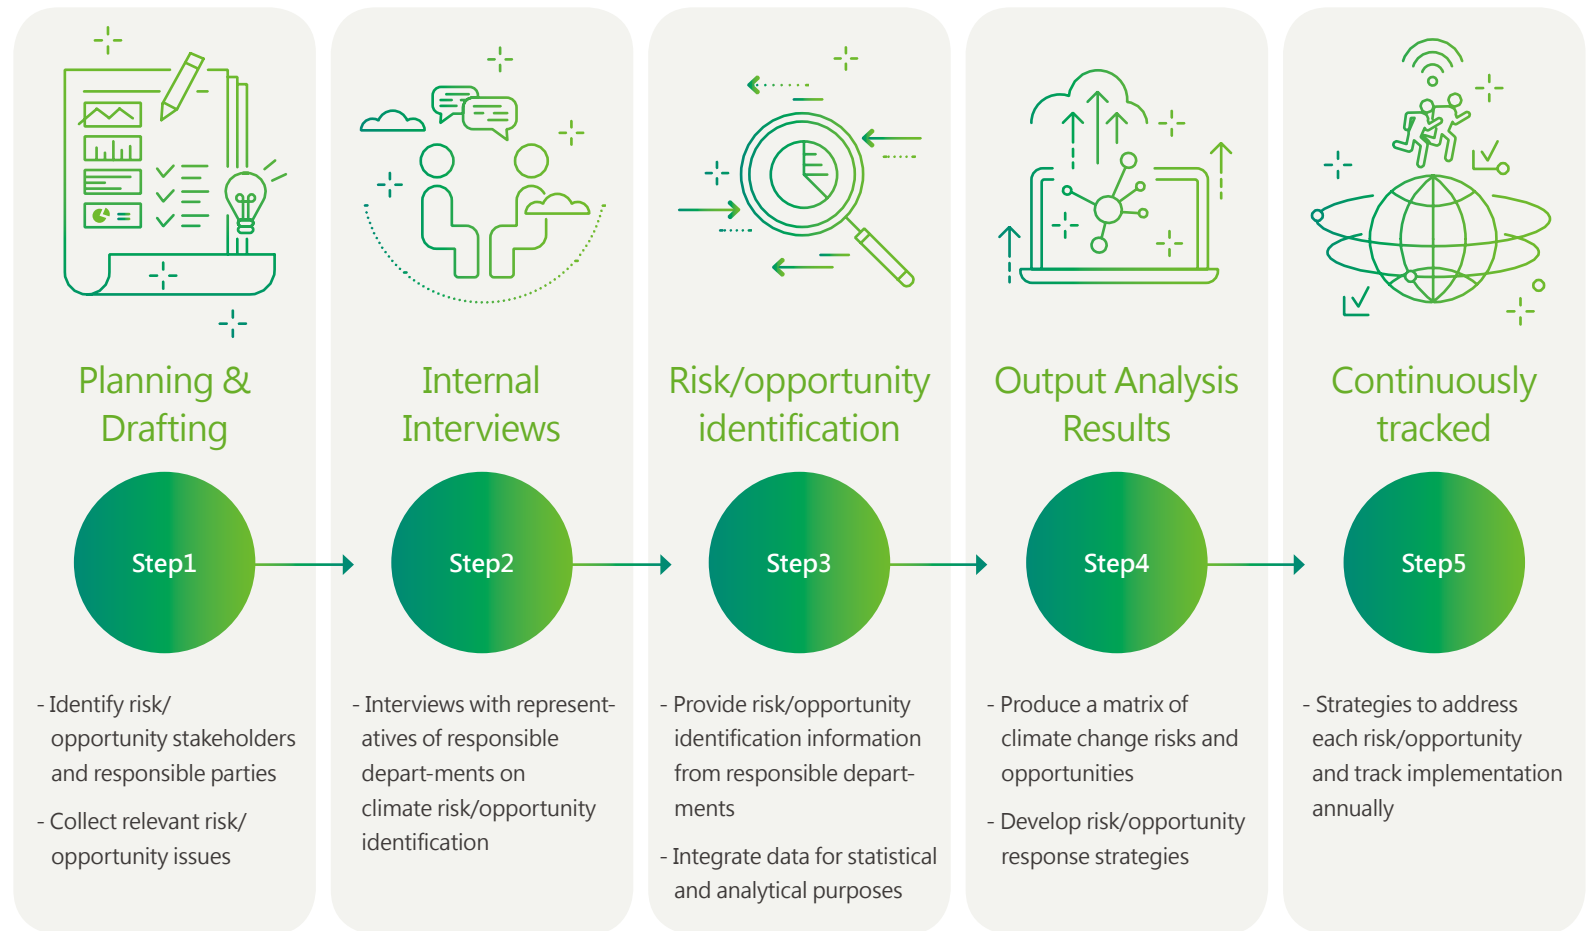 Planning &
Drafting
Step1
- Identify risk/
opportunity stakeholders
and responsible parties
- Collect relevant risk/
opportunity issues
Internal
Interviews
Step2
- Interviews with represent-
atives of responsible
depart-ments on
climate risk/opportunity
identification
Risk/opportunity
identification
Step3
- Provide risk/opportunity
identification information
from responsible depart-
ments
- Integrate data for statistical
and analytical purposes
Output Analysis
Results
Step4
- Produce a matrix of
climate change risks and
opportunities
- Develop risk/opportunity
response strategies
Continuously
tracked
Step5
- Strategies to address
each risk/opportunity
and track implementation
annually